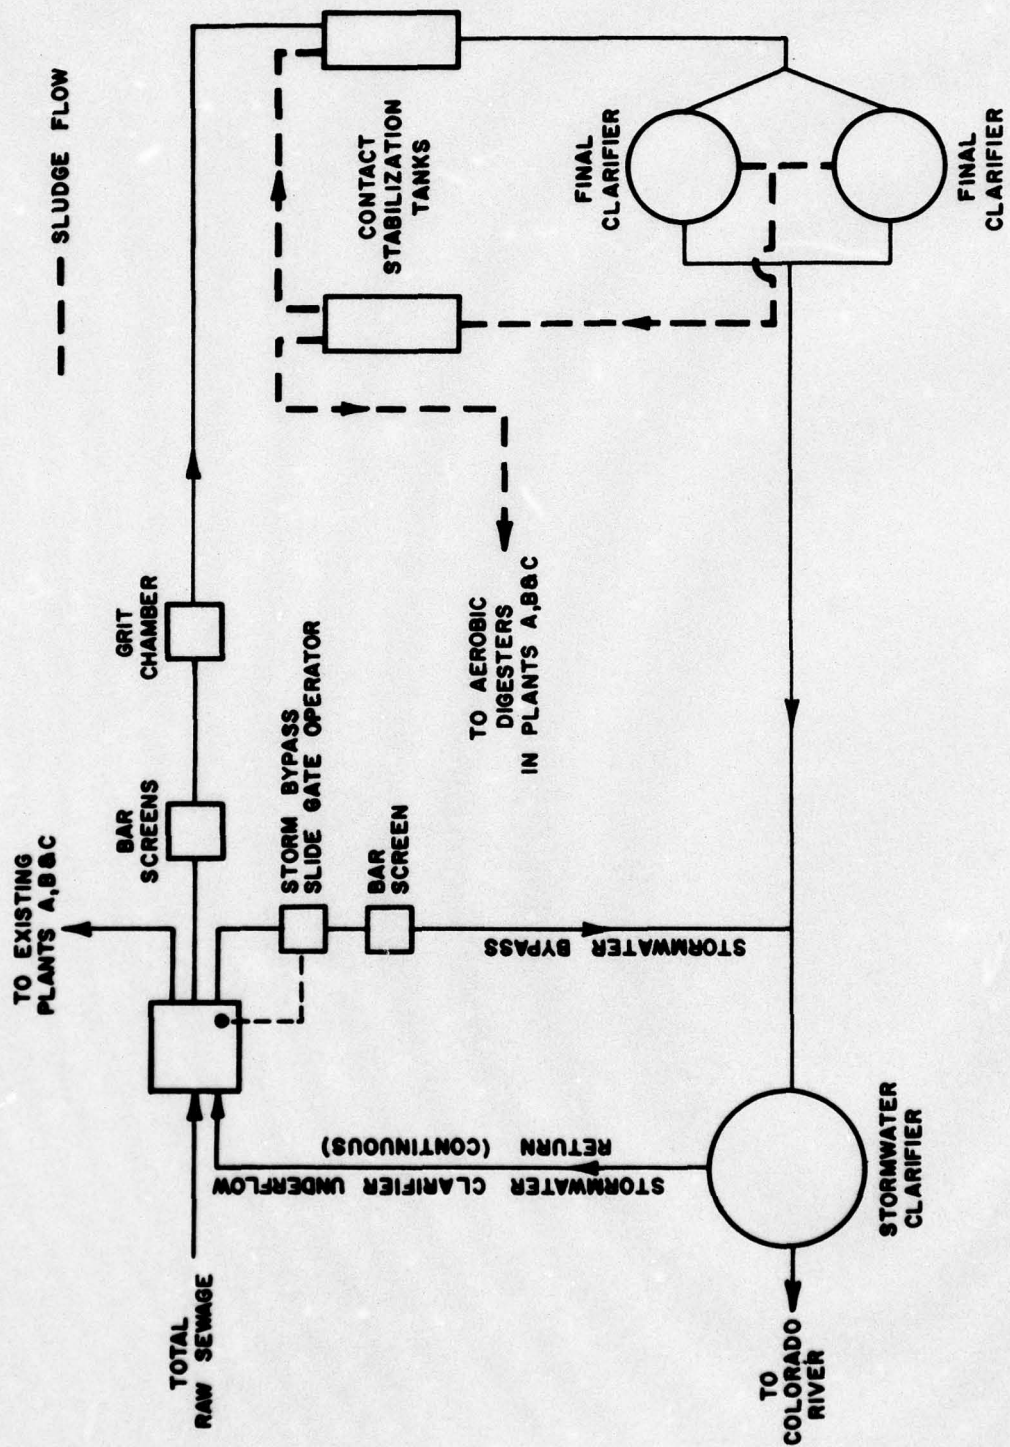 — — — SLUDGE FLOW
TO EXISTING
PLANTS A,B&C
BAR
SCREENS
GRIT
CHAMBER
TOTAL
RAW SEWAGE
STORM BYPASS
SLIDE GATE OPERATOR
BAR
SCREEN
CONTACT
STABILIZATION
TANKS
STORMWATER CLARIFIER UNDERFLOW
RETURN (CONTINUOUS)
STORMWATER
BYPASS
TO AEROBIC
DIGESTERS
IN PLANTS A,B&C
FINAL
CLARIFIER
FINAL
CLARIFIER
TO
COLORADO
RIVER
STORMWATER
CLARIFIER